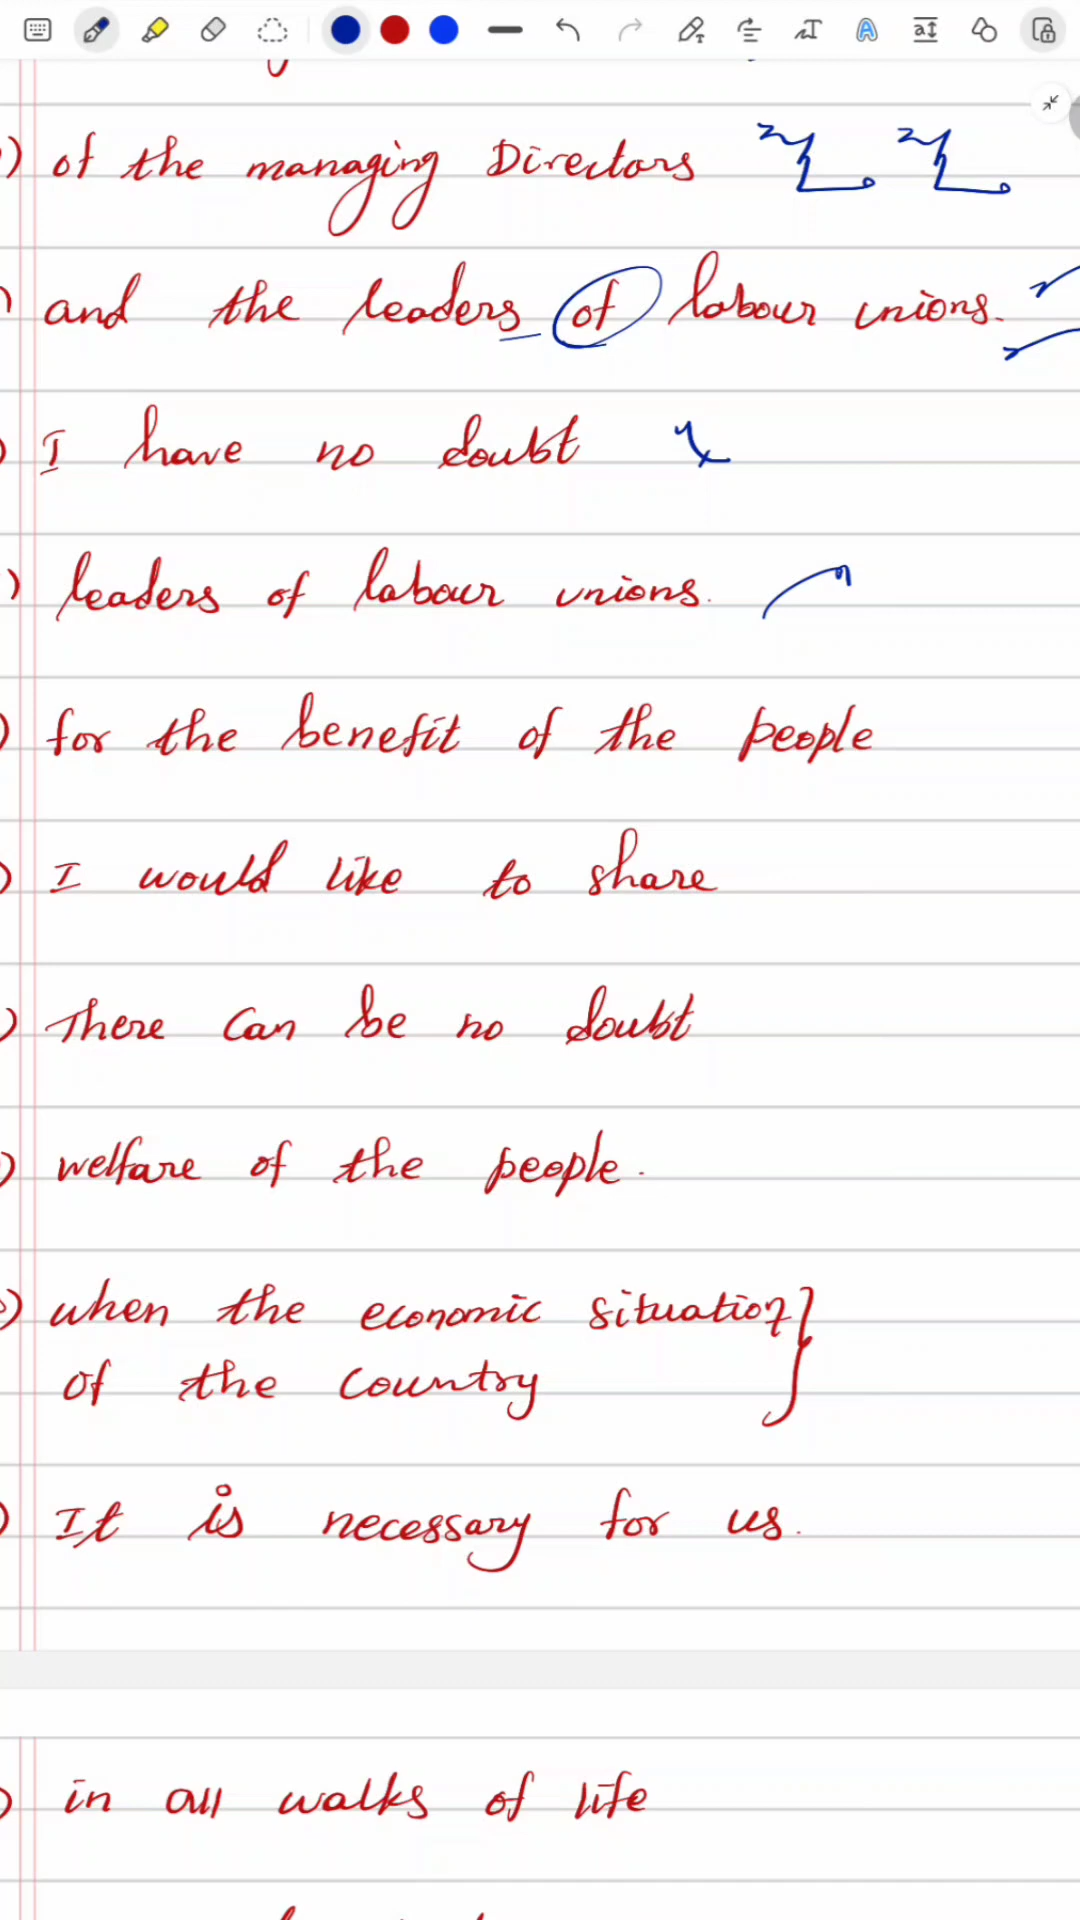 ) of the managing Directors
) and the leaders of labour unions.
) I have no doubt
) leaders of labour unions.
) for the benefit of the people
) I would like to share
) There can be no doubt
) welfare of the people.
) when the economic situation }
of the country
) It is necessary for us.
) in all walks of life